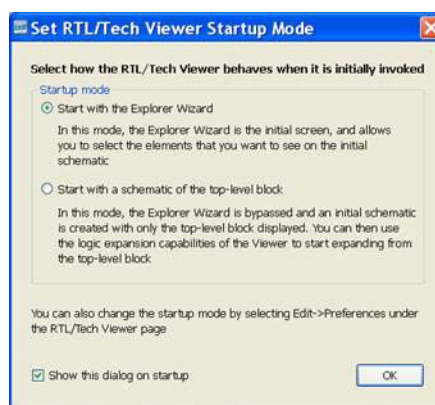 Set RTL/Tech Viewer Startup Mode
Select how the RTL/Tech Viewer behaves when it is initially invoked
Startup mode
Start with the Explorer Wizard
In this mode, the Explorer Wizard is the initial screen, and allows
you to select the elements that you want to see on the initial
schematic
Start with a schematic of the top-level block
In this mode, the Explorer Wizard is bypassed and an initial schematic
is created with only the top-level block displayed. You can then use
the logic expansion capabilities of the Viewer to start expanding from
the top-level block
You can also change the startup mode by selecting Edit->Preferences under
the RTL/Tech Viewer page
Show this dialog on startup
OK